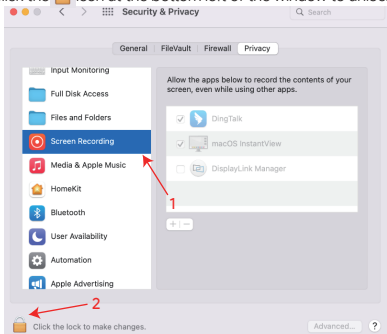 Security & Privacy
Search
General FileVault Firewall Privacy
Input Monitoring
Full Disk Access
Files and Folders
Screen Recording
Media & Apple Music
HomeKit
Bluetooth
User Availability
Automation
Apple Advertising
Allow the apps below to record the contents of your
screen, even while using other apps.
DingTalk
macOS InstantView
DisplayLink Manager
+ −
1
2
Click the lock to make changes.
Advanced... ?